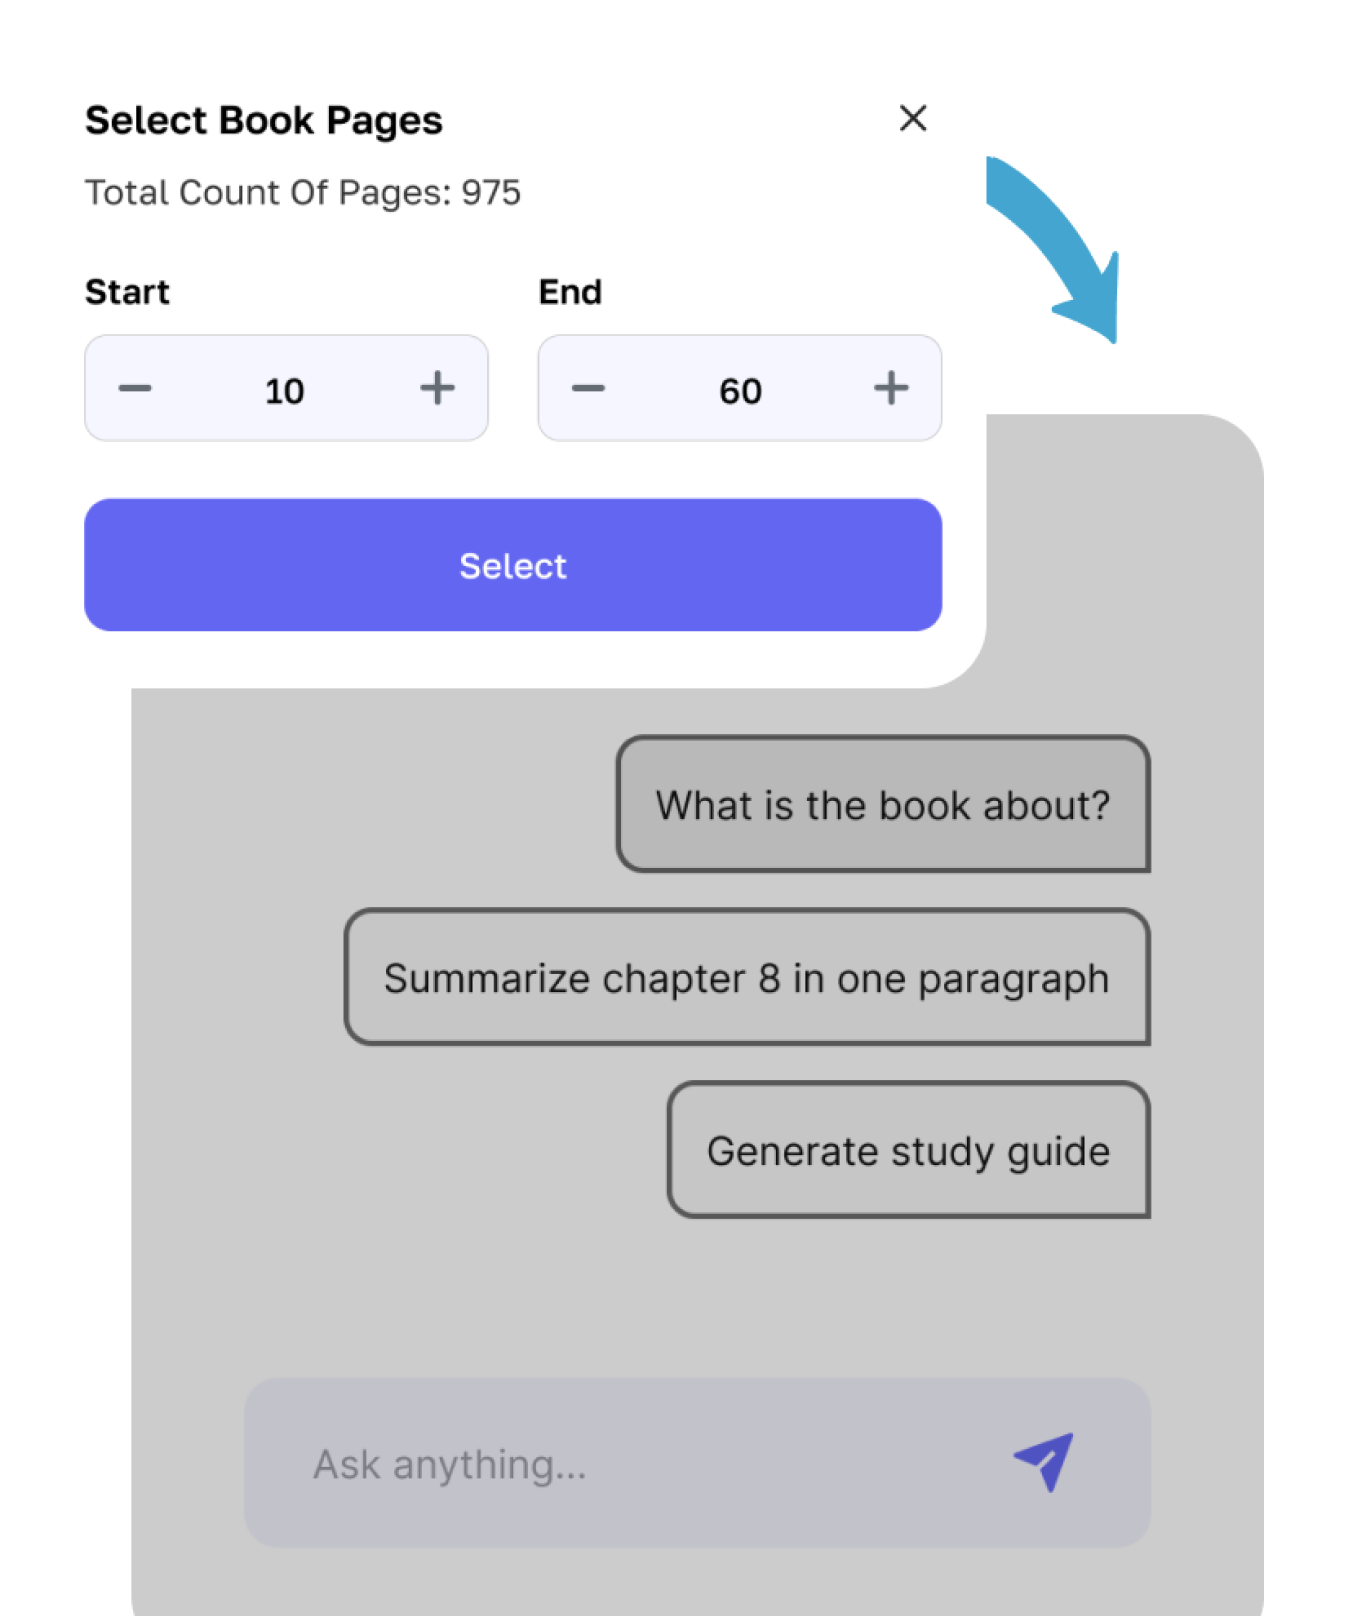 Select Book Pages
Total Count Of Pages: 975
Start
End
10
60
Select
What is the book about?
Summarize chapter 8 in one paragraph
Generate study guide
Ask anything...